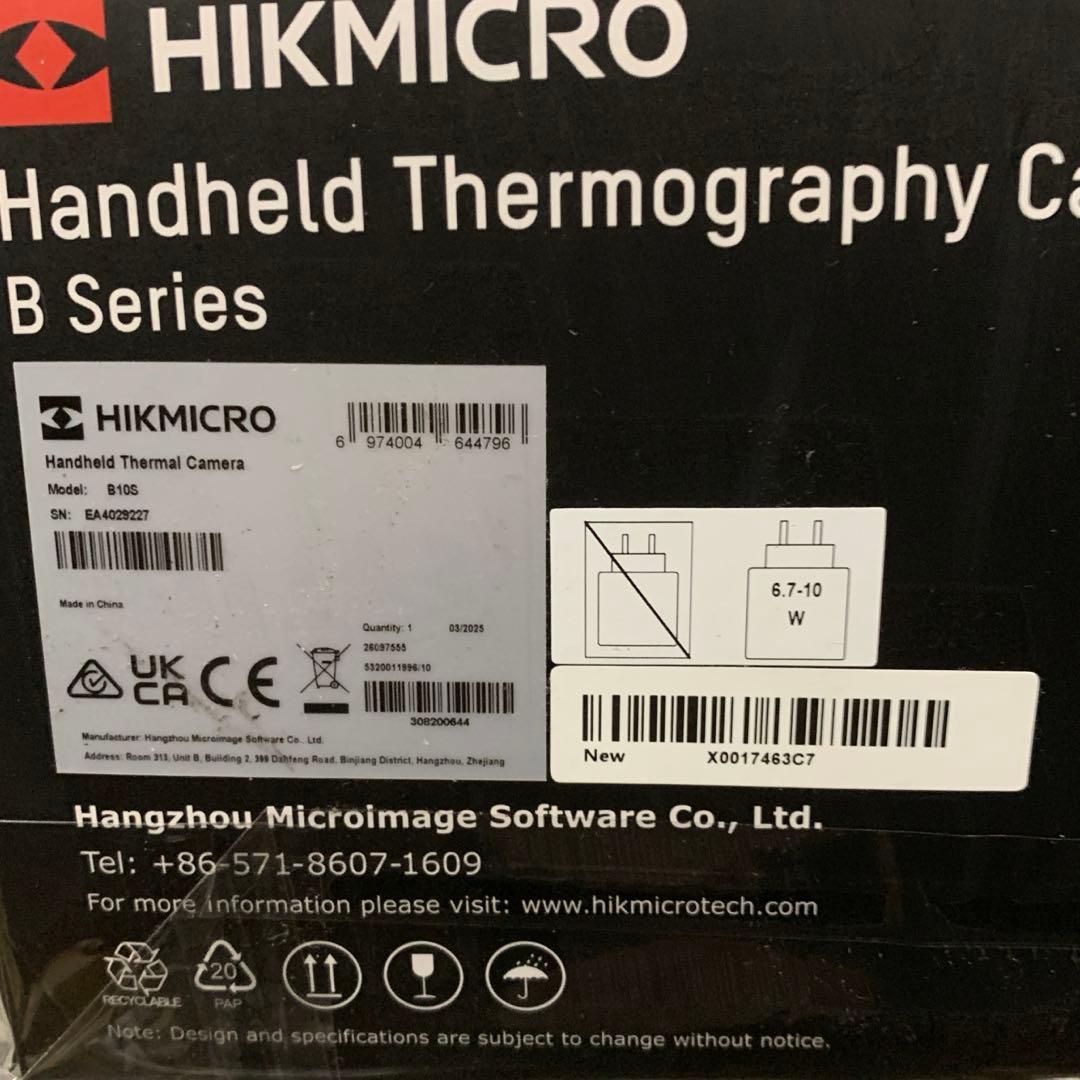 HIKMICRO
Handheld Thermography Ca
B Series
HIKMICRO
6 974004 644796
Handheld Thermal Camera
Model: B10S
SN: EA4029227
Made in China
Quantity: 1 03/2025
26097555
5320011996/10
UK
CA CE
308200644
Manufacturer: Hangzhou Microimage Software Co., Ltd.
Address: Room 313, Unit B, Building 2, 399 Danfeng Road, Binjiang District, Hangzhou, Zhejiang
6.7-10
W
New X0017463C7
Hangzhou Microimage Software Co., Ltd.
Tel: +86-571-8607-1609
For more information please visit: www.hikmicrotech.com
RECYCLABLE
20
PAP
Note: Design and specifications are subject to change without notice.